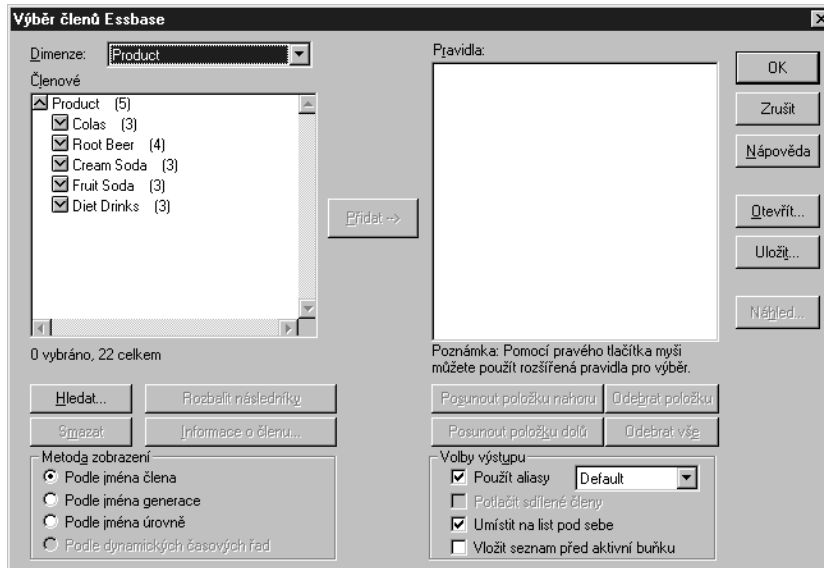 Výběr členů Essbase
Dimenze: Product
Členové
Product (5)
Colas (3)
Root Beer (4)
Cream Soda (3)
Fruit Soda (3)
Diet Drinks (3)
0 vybráno, 22 celkem
Přidat -->
Pravidla:
Poznámka: Pomocí pravého tlačítka myši
můžete použít rozšířená pravidla pro výběr.
OK
Zrušit
Nápověda
Otevřít...
Uložit...
Náhled...
Hledat...
Rozbalit následníky
Smazat
Informace o členu...
Posunout položku nahoru
Odebrat položku
Posunout položku dolů
Odebrat vše
Metoda zobrazení
Podle jména člena
Podle jména generace
Podle jména úrovně
Podle dynamických časových řad
Volby výstupu
Použít aliasy Default
Potlačit sdílené členy
Umístit na list pod sebe
Vložit seznam před aktivní buňku